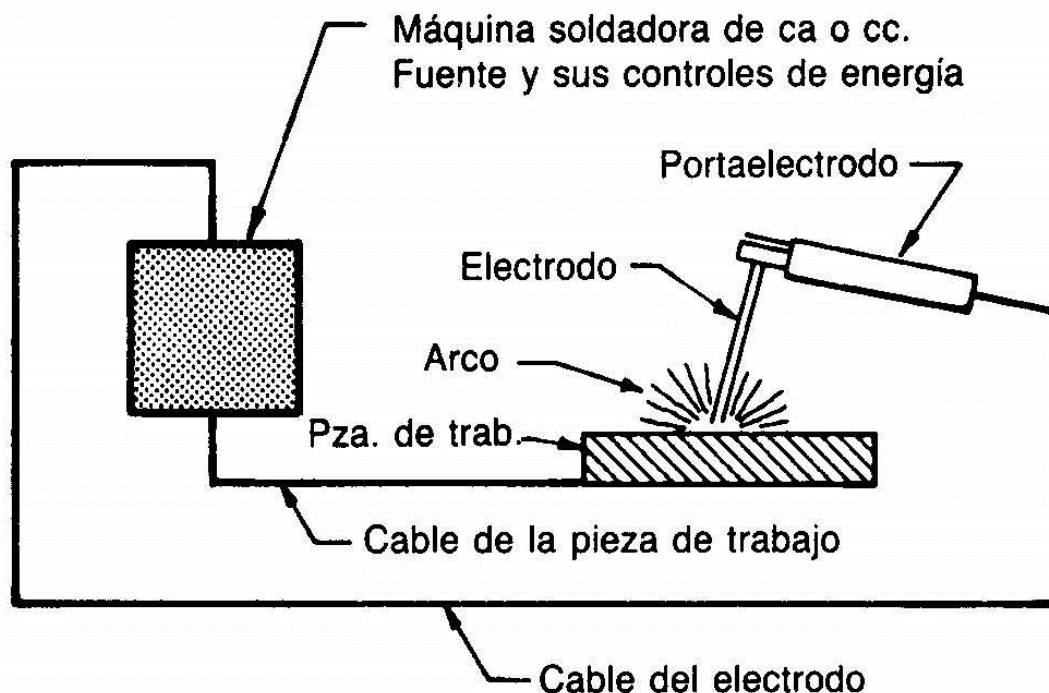 Máquina soldadora de ca o cc.
Fuente y sus controles de energía
Portaelectrodo
Electrodo
Arco
Pza. de trab.
Cable de la pieza de trabajo
Cable del electrodo